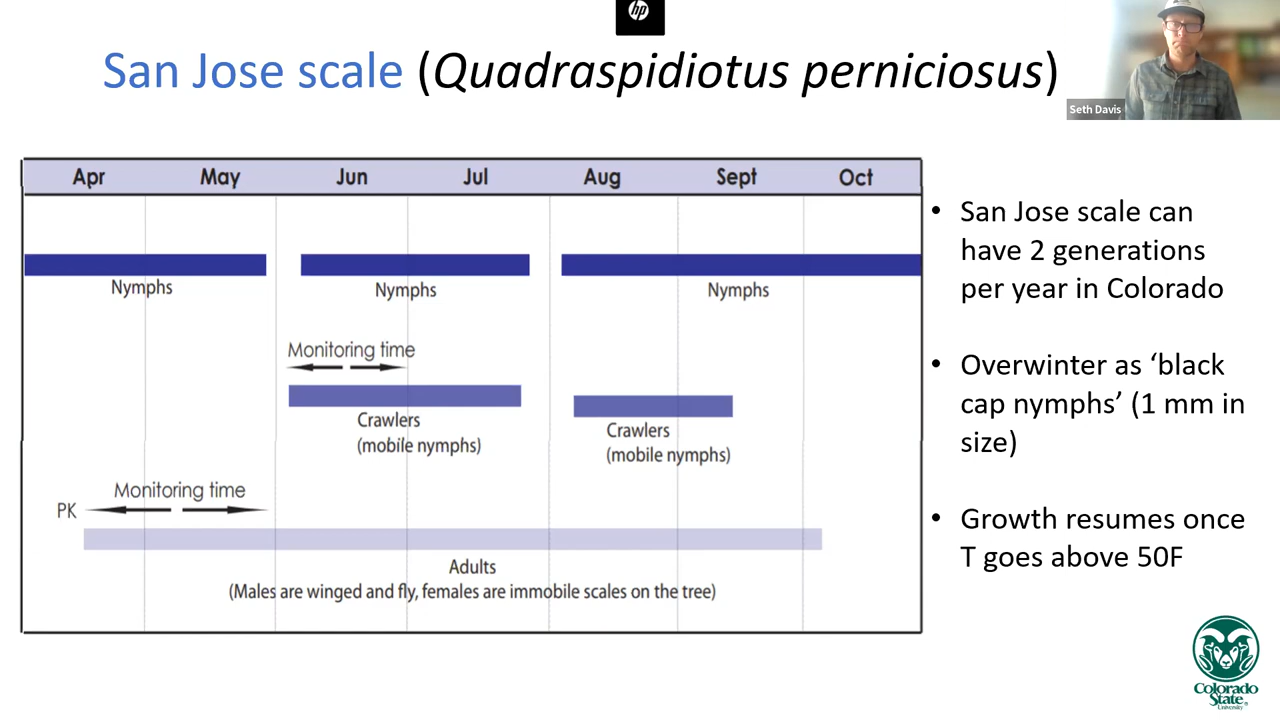 hp
San Jose scale (Quadraspidiotus perniciosus)
Seth Davis
Apr May Jun Jul Aug Sept Oct
Nymphs
Nymphs
Nymphs
Monitoring time
Crawlers
(mobile nymphs)
Crawlers
(mobile nymphs)
Monitoring time
PK
Adults
(Males are winged and fly, females are immobile scales on the tree)
• San Jose scale can
have 2 generations
per year in Colorado
• Overwinter as ‘black
cap nymphs’ (1 mm in
size)
• Growth resumes once
T goes above 50F
Colorado
State
University